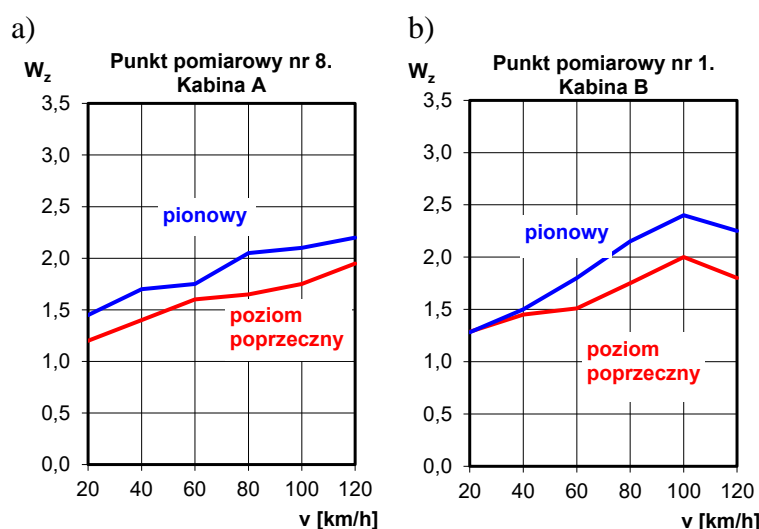 a)
W_z
Punkt pomiarowy nr 8.
Kabina A
3,5
3,0
2,5
2,0
1,5
1,0
0,5
0,0
pionowy
poziom
poprzeczny
20 40 60 80 100 120
v [km/h]
b)
W_z
Punkt pomiarowy nr 1.
Kabina B
3,5
3,0
2,5
2,0
1,5
1,0
0,5
0,0
pionowy
poziom
poprzeczny
20 40 60 80 100 120
v [km/h]